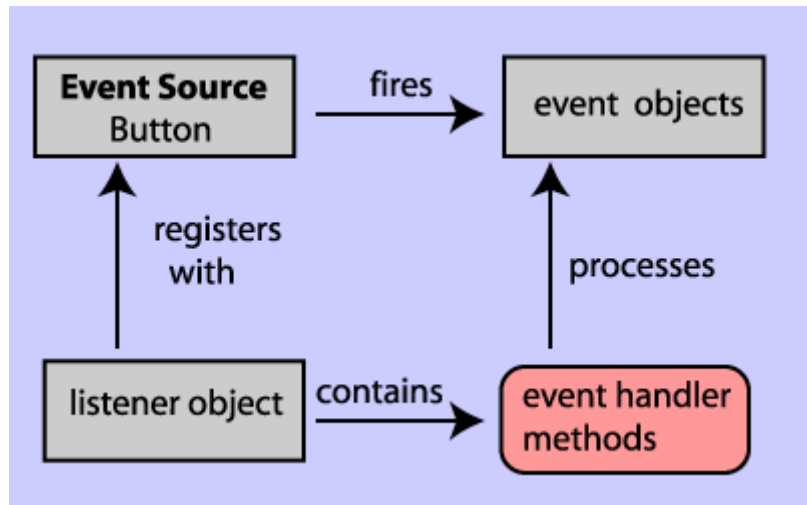 Event Source
Button
fires
event objects
registers
with
processes
listener object
contains
event handler
methods